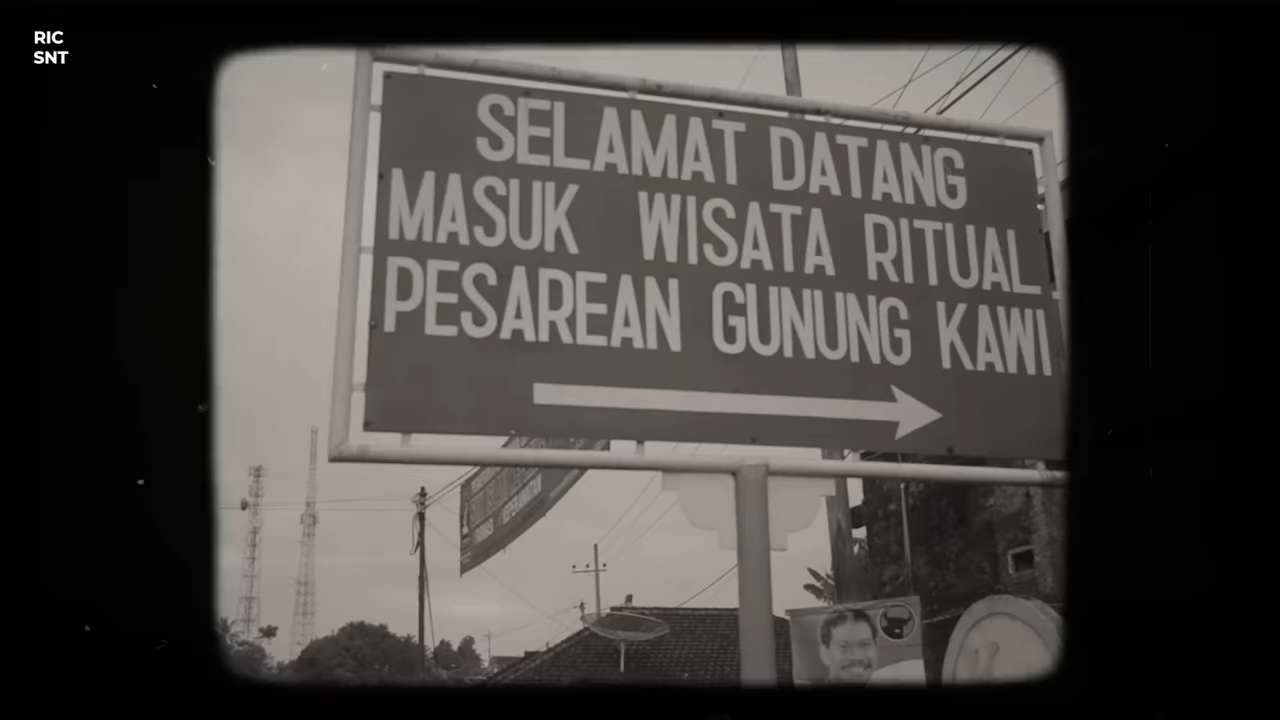 RIC
SNT
SELAMAT DATANG
MASUK WISATA RITUAL
PESAREAN GUNUNG KAWI